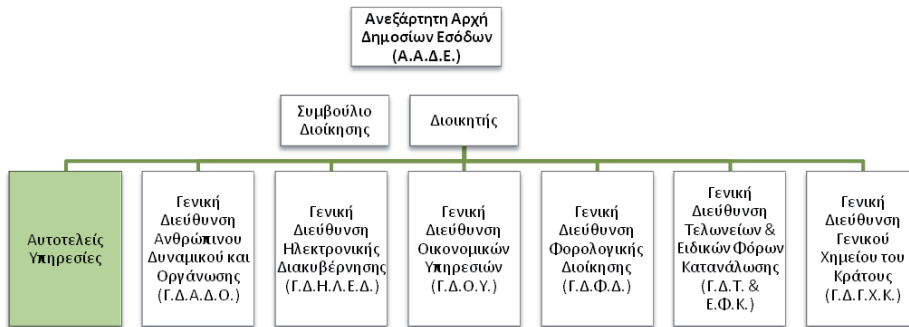 Ανεξάρτητη Αρχή
Δημοσίων Εσόδων
(Α.Α.Δ.Ε.)
Συμβούλιο
Διοίκησης
Διοικητής
Αυτοτελείς
Υπηρεσίες
Γενική
Διεύθυνση
Ανθρώπινου
Δυναμικού και
Οργάνωσης
(Γ.Δ.Α.Δ.Ο.)
Γενική
Διεύθυνση
Ηλεκτρονικής
Διακυβέρνησης
(Γ.Δ.Η.Λ.Ε.Δ.)
Γενική
Διεύθυνση
Οικονομικών
Υπηρεσιών
(Γ.Δ.Ο.Υ.)
Γενική
Διεύθυνση
Φορολογικής
Διοίκησης
(Γ.Δ.Φ.Δ.)
Γενική
Διεύθυνση
Τελωνείων &
Ειδικών Φόρων
Κατανάλωσης
(Γ.Δ.Τ. &
Ε.Φ.Κ.)
Γενική
Διεύθυνση
Γενικού
Χημείου του
Κράτους
(Γ.Δ.Γ.Χ.Κ.)